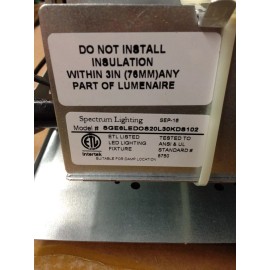 DO NOT INSTALL
INSULATION
WITHIN 3IN (76MM)ANY
PART OF LUMENAIRE
Spectrum Lighting SEP-16
Model # SGE6LEDDS20L30KDS102
ETL LISTED
LED LIGHTING
FIXTURE
TESTED TO
ANSI & UL
STANDARD #
8750
Intertek
SUITABLE FOR DAMP LOCATION